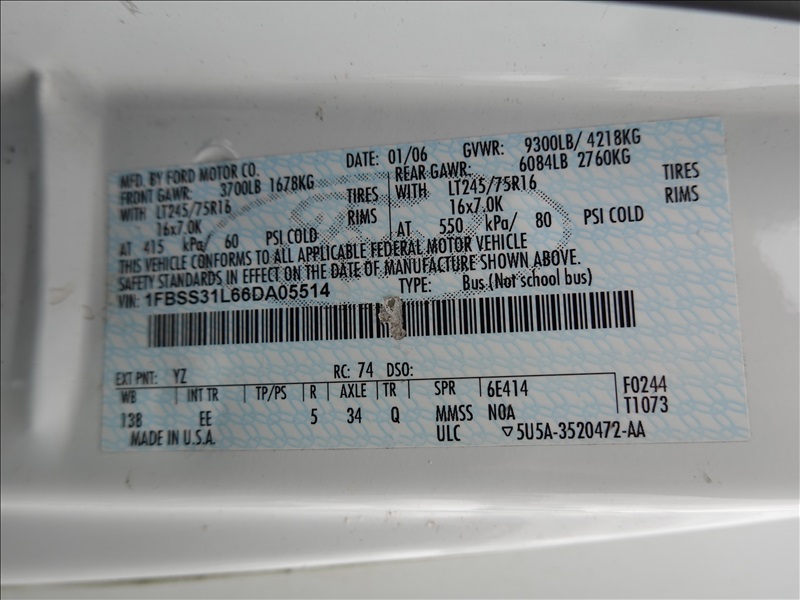 MFD. BY FORD MOTOR CO. DATE: 01/06 GVWR: 9300LB/ 4218KG
FRONT GAWR: 3700LB 1678KG REAR GAWR: 6084LB 2760KG
WITH LT245/75R16 TIRES WITH LT245/75R16 TIRES
16x7.0K RIMS 16x7.0K RIMS
AT 415 kPa/ 60 PSI COLD AT 550 kPa/ 80 PSI COLD
THIS VEHICLE CONFORMS TO ALL APPLICABLE FEDERAL MOTOR VEHICLE
SAFETY STANDARDS IN EFFECT ON THE DATE OF MANUFACTURE SHOWN ABOVE.
VIN: 1FBSS31L66DA05514 TYPE: Bus (Not school bus)
EXT PNT: YZ RC: 74 DSO:
WB INT TR TP/PS R AXLE TR SPR 6E414 F0244
138 EE 5 34 Q MMSS NOA T1073
MADE IN U.S.A. ULC ▽5U5A-3520472-AA